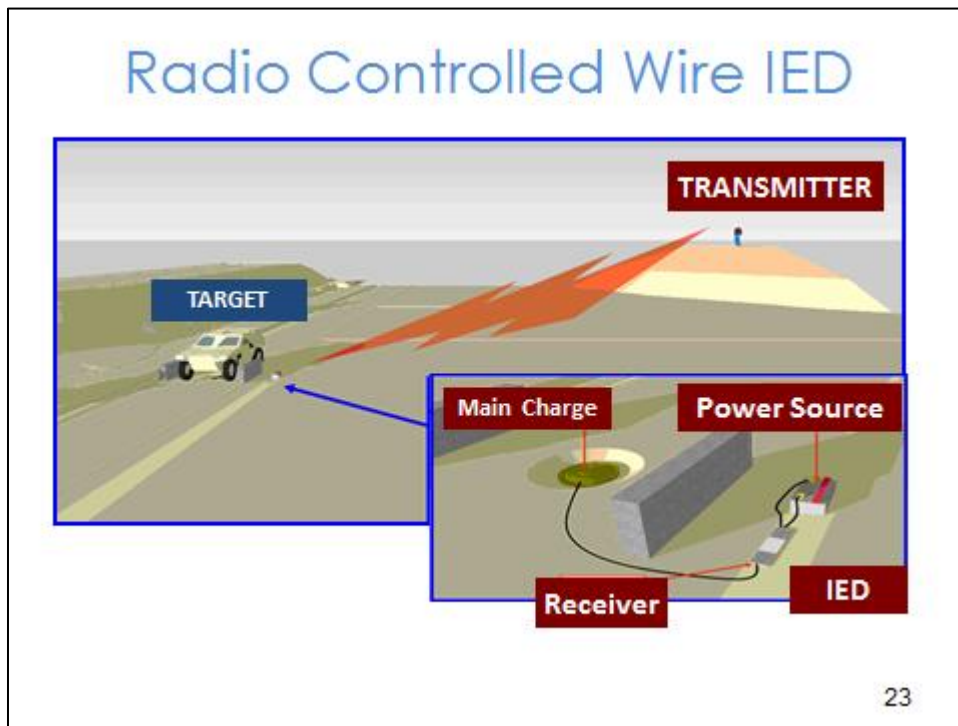 Radio Controlled Wire IED
TRANSMITTER
TARGET
Main Charge
Power Source
Receiver
IED
23